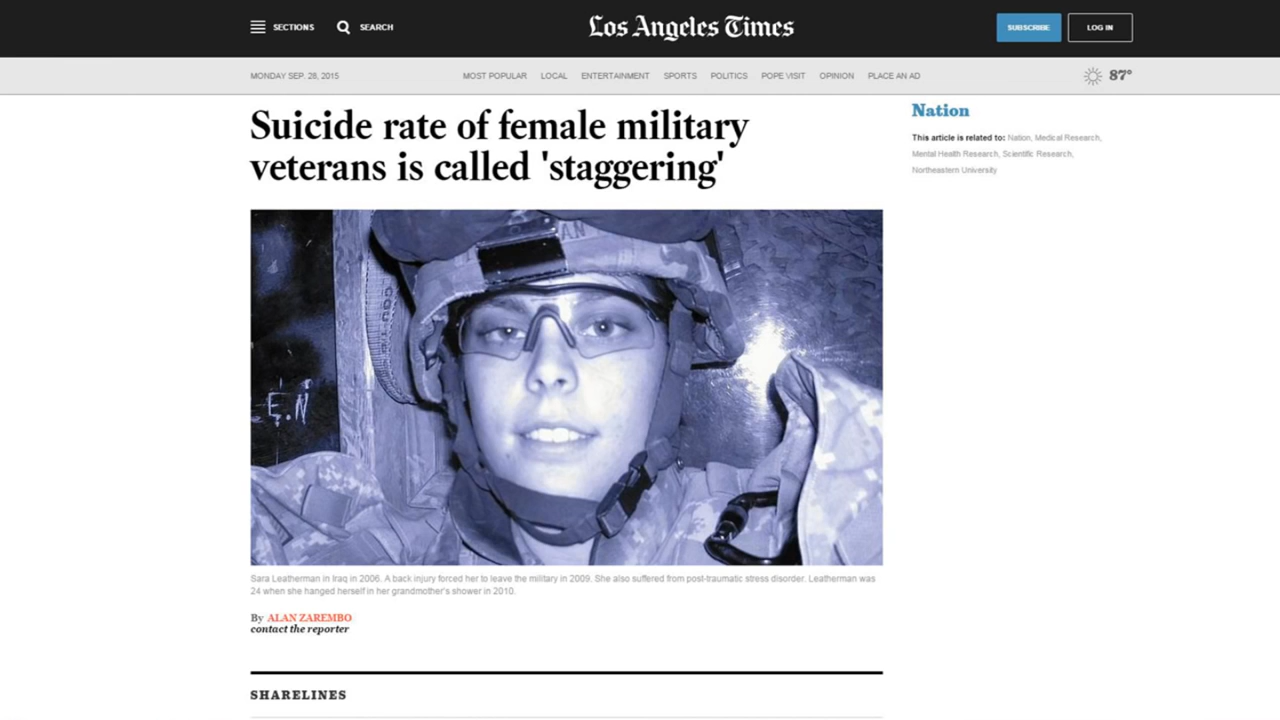 SECTIONS SEARCH Los Angeles Times SUBSCRIBE LOG IN
MONDAY SEP. 28, 2015 MOST POPULAR LOCAL ENTERTAINMENT SPORTS POLITICS POPE VISIT OPINION PLACE AN AD 87°
Suicide rate of female military
veterans is called 'staggering'
Nation
This article is related to: Nation, Medical Research,
Mental Health Research, Scientific Research,
Northeastern University
AN
E.N
Sara Leatherman in Iraq in 2006. A back injury forced her to leave the military in 2009. She also suffered from post-traumatic stress disorder. Leatherman was
24 when she hanged herself in her grandmother's shower in 2010.
By ALAN ZAREMBO
contact the reporter
SHARELINES